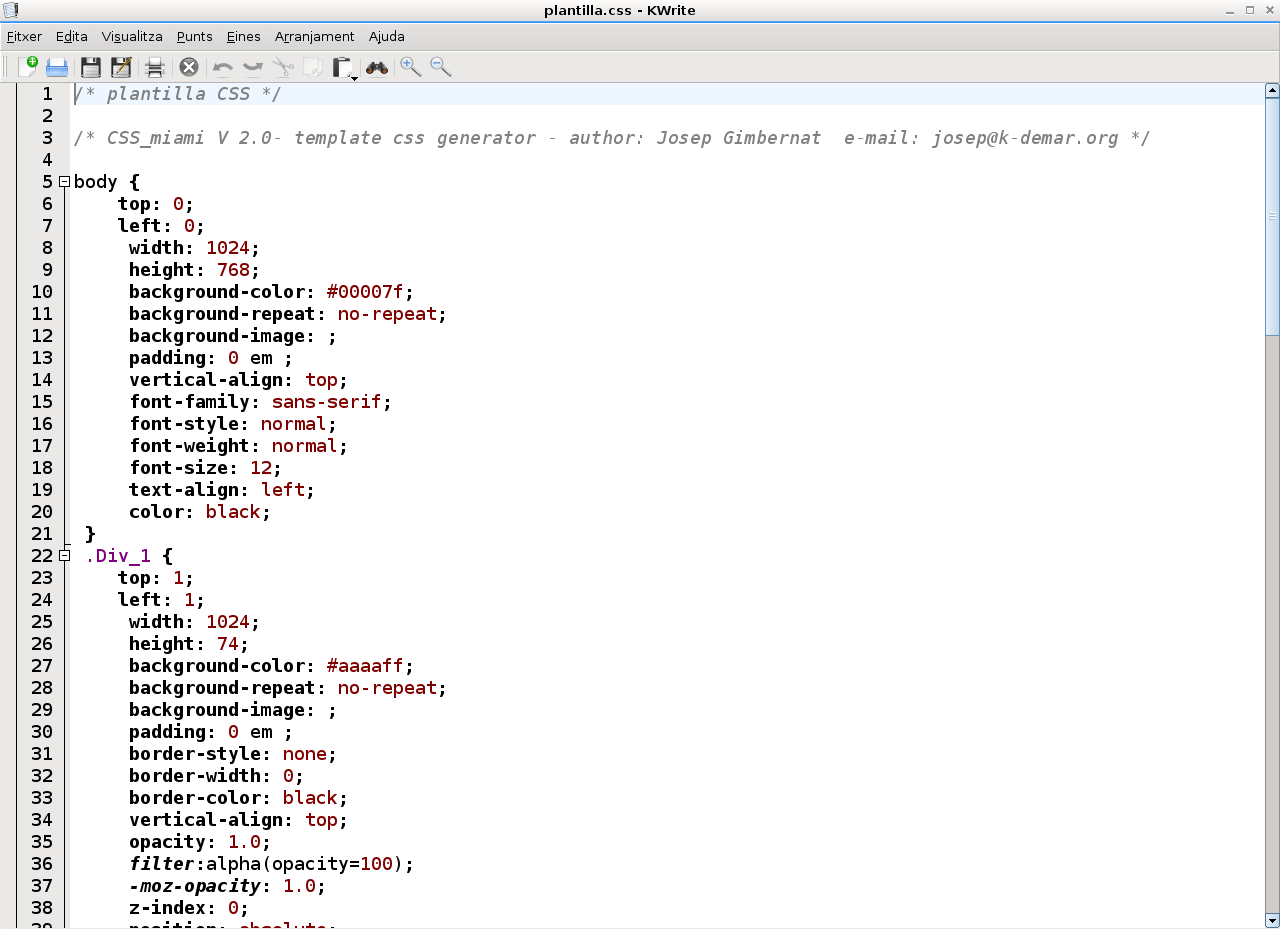 plantilla.css - KWrite
Fitxer Edita Visualitza Punts Eines Arranjament Ajuda
1 /* plantilla CSS */
2
3 /* CSS_miami V 2.0- template css generator - author: Josep Gimbernat  e-mail: josep@k-demar.org */
4
5 body {
6 top: 0;
7 left: 0;
8 width: 1024;
9 height: 768;
10 background-color: #00007f;
11 background-repeat: no-repeat;
12 background-image: ;
13 padding: 0 em ;
14 vertical-align: top;
15 font-family: sans-serif;
16 font-style: normal;
17 font-weight: normal;
18 font-size: 12;
19 text-align: left;
20 color: black;
21 }
22 .Div_1 {
23 top: 1;
24 left: 1;
25 width: 1024;
26 height: 74;
27 background-color: #aaaaff;
28 background-repeat: no-repeat;
29 background-image: ;
30 padding: 0 em ;
31 border-style: none;
32 border-width: 0;
33 border-color: black;
34 vertical-align: top;
35 opacity: 1.0;
36 filter:alpha(opacity=100);
37 -moz-opacity: 1.0;
38 z-index: 0;
39 position: absolute;